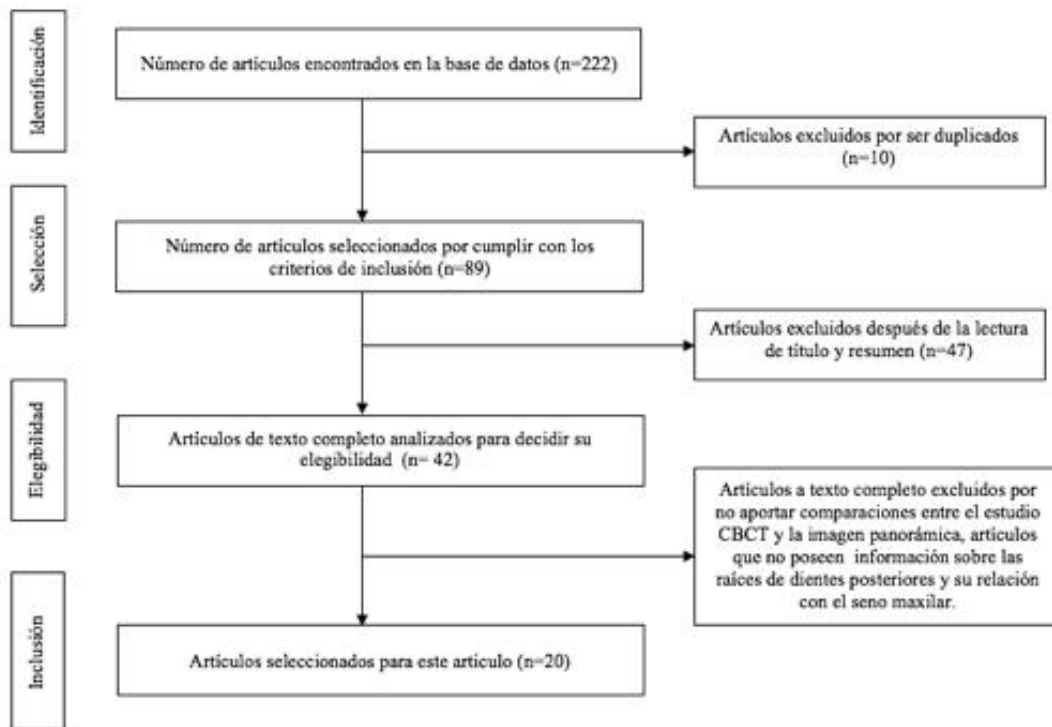 Identificación
Número de artículos encontrados en la base de datos (n=222)
Artículos excluidos por ser duplicados
(n=10)
Selección
Número de artículos seleccionados por cumplir con los
criterios de inclusión (n=89)
Artículos excluidos después de la lectura
de título y resumen (n=47)
Elegibilidad
Artículos de texto completo analizados para decidir su
elegibilidad (n= 42)
Artículos a texto completo excluidos por
no aportar comparaciones entre el estudio
CBCT y la imagen panorámica, artículos
que no poseen información sobre las
raíces de dientes posteriores y su relación
con el seno maxilar.
Inclusión
Artículos seleccionados para este articulo (n=20)